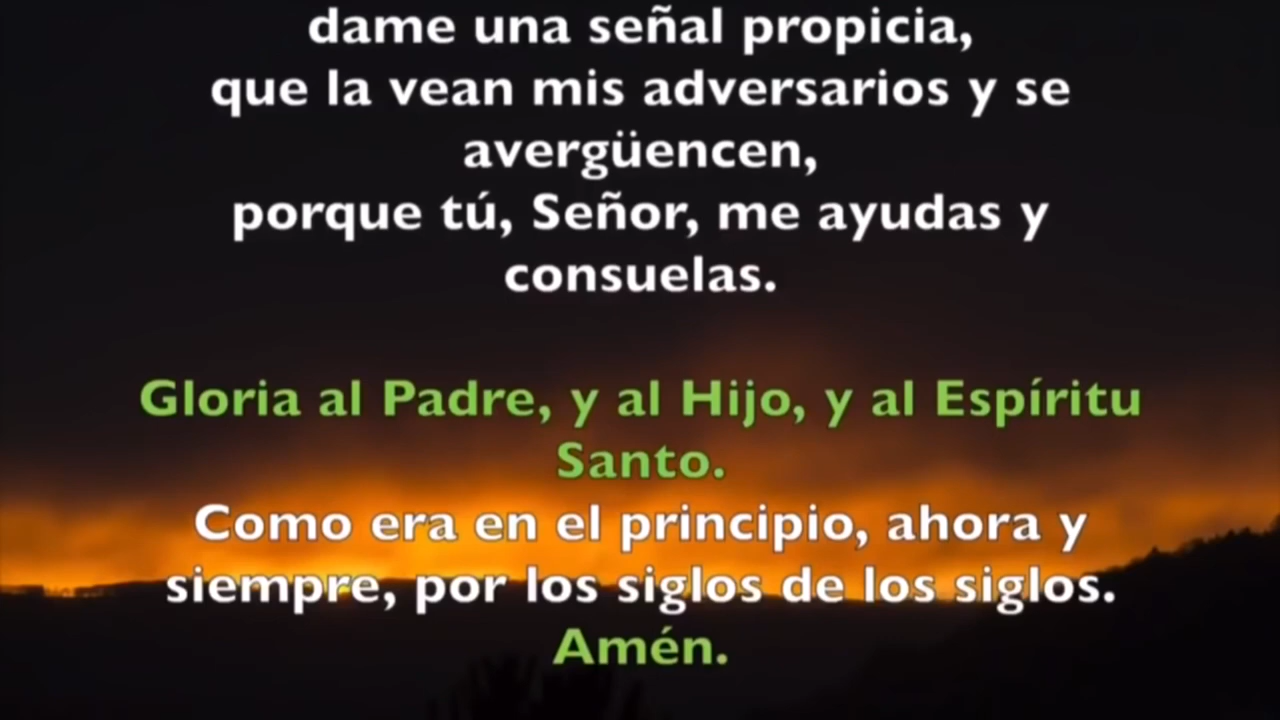 dame una señal propicia,
que la vean mis adversarios y se
avergüencen,
porque tú, Señor, me ayudas y
consuelas.
Gloria al Padre, y al Hijo, y al Espíritu
Santo.
Como era en el principio, ahora y
siempre, por los siglos de los siglos.
Amén.